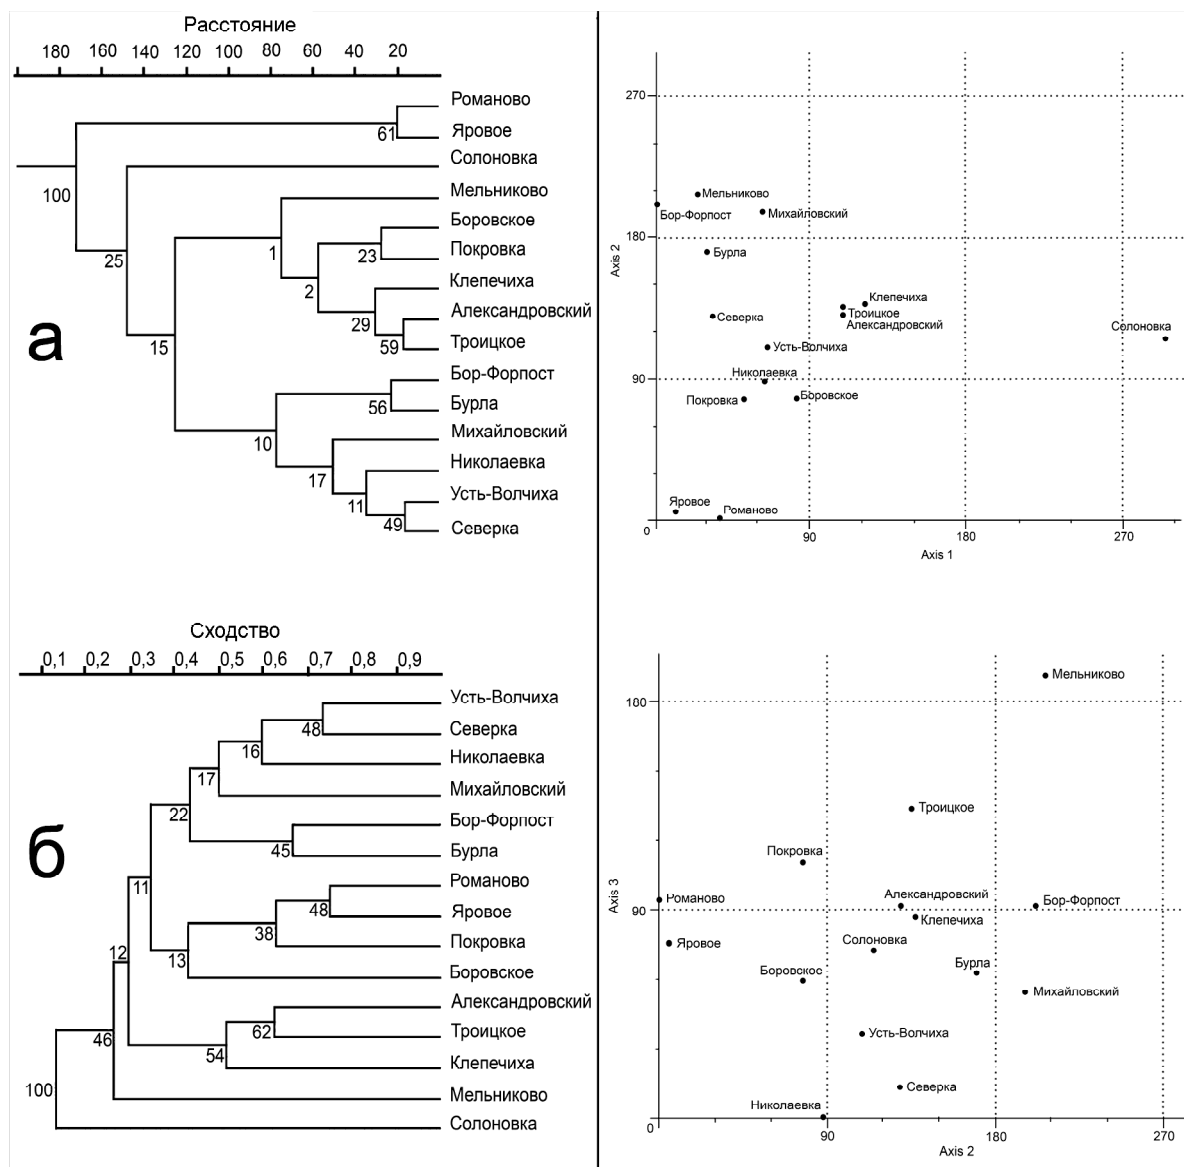 Расстояние
180 160 140 120 100 80 60 40 20
Романово
61
Яровое
Солоновка
100
Мельниково
Боровское
25
1
23
Покровка
Клепечиха
2
Александровский
29
а
15
59
Троицкое
Бор-Форпост
56
Бурла
10
Михайловский
Николаевка
17
Усть-Волчиха
11
49
Северка
270
Мельниково
Бор-Форпост
Михайловский
180
Axis 2
Бурла
Клепечиха
Северка
Троицкое
Александровский
Солоновка
Усть-Волчиха
90
Николаевка
Покровка
Боровское
Яровое
Романово
0
90
180
270
Axis 1
Сходство
0,1 0,2 0,3 0,4 0,5 0,6 0,7 0,8 0,9
Усть-Волчиха
48
Северка
16
Николаевка
17
Михайловский
22
Бор-Форпост
б
45
Бурла
11
Романово
48
Яровое
38
Покровка
12
13
Боровское
Александровский
62
Троицкое
46
54
Клепечиха
100
Мельниково
Солоновка
Мельниково
180
Троицкое
Покровка
Axis 3
Романово
Александровский
Бор-Форпост
90
Клепечиха
Яровое
Солоновка
Боровское
Бурла
Михайловский
Усть-Волчиха
Северка
Николаевка
0
90
180
270
Axis 2